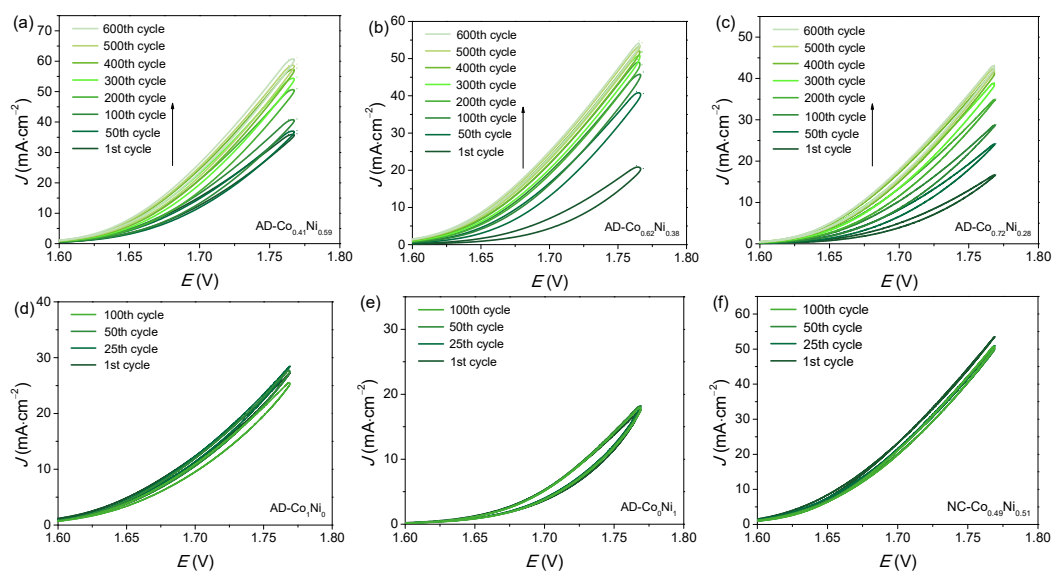 (a)
600th cycle
500th cycle
400th cycle
300th cycle
200th cycle
100th cycle
50th cycle
1st cycle
AD-Co0.41Ni0.59
70
60
50
40
30
20
10
0
1.60
1.65
1.70
1.75
1.80
J (mA·cm−2)
E (V)
(b)
600th cycle
500th cycle
400th cycle
300th cycle
200th cycle
100th cycle
50th cycle
1st cycle
AD-Co0.62Ni0.38
60
50
40
30
20
10
0
1.60
1.65
1.70
1.75
1.80
J (mA·cm−2)
E (V)
(c)
600th cycle
500th cycle
400th cycle
300th cycle
200th cycle
100th cycle
50th cycle
1st cycle
AD-Co0.72Ni0.28
50
40
30
20
10
0
1.60
1.65
1.70
1.75
1.80
J (mA·cm−2)
E (V)
(d)
100th cycle
50th cycle
25th cycle
1st cycle
AD-Co1Ni0
40
30
20
10
0
1.60
1.65
1.70
1.75
1.80
J (mA·cm−2)
E (V)
(e)
100th cycle
50th cycle
25th cycle
1st cycle
AD-Co0Ni1
40
30
20
10
0
1.60
1.65
1.70
1.75
1.80
J (mA·cm−2)
E (V)
(f)
100th cycle
50th cycle
25th cycle
1st cycle
NC-Co0.49Ni0.51
60
50
40
30
20
10
0
1.60
1.65
1.70
1.75
1.80
J (mA·cm−2)
E (V)